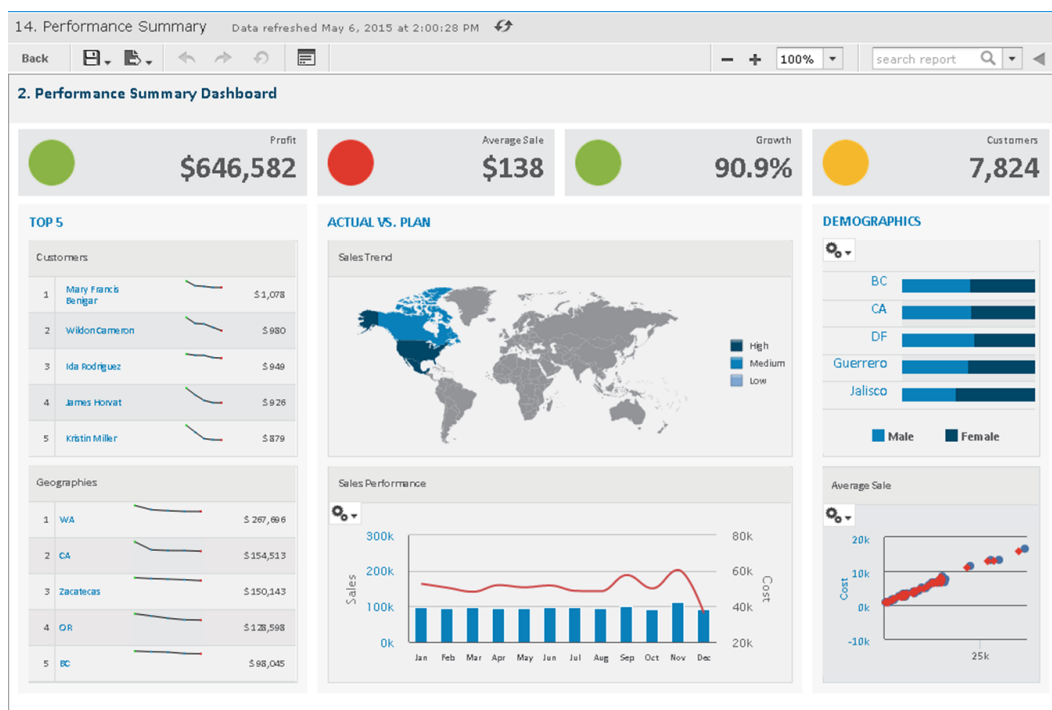 14. Performance Summary Data refreshed May 6, 2015 at 2:00:28 PM
Back 100% search report
2. Performance Summary Dashboard
Profit
$646,582
Average Sale
$138
Growth
90.9%
Customers
7,824
TOP 5
Customers
1 Mary Francis Benigar $1,078
2 Wildon Cameron $980
3 Ida Rodriguez $949
4 James Horvat $926
5 Kristin Miller $879
Geographies
1 WA $267,696
2 CA $154,513
3 Zacatecas $150,143
4 OR $128,598
5 BC $98,045
ACTUAL VS. PLAN
Sales Trend
High
Medium
Low
Sales Performance
300k 80k
200k 60k
100k 40k
0k 20k
Sales
Cost
Jan Feb Mar Apr May Jun Jul Aug Sep Oct Nov Dec
DEMOGRAPHICS
BC
CA
DF
Guerrero
Jalisco
Male Female
Average Sale
20k
10k
0k
-10k
Cost
25k